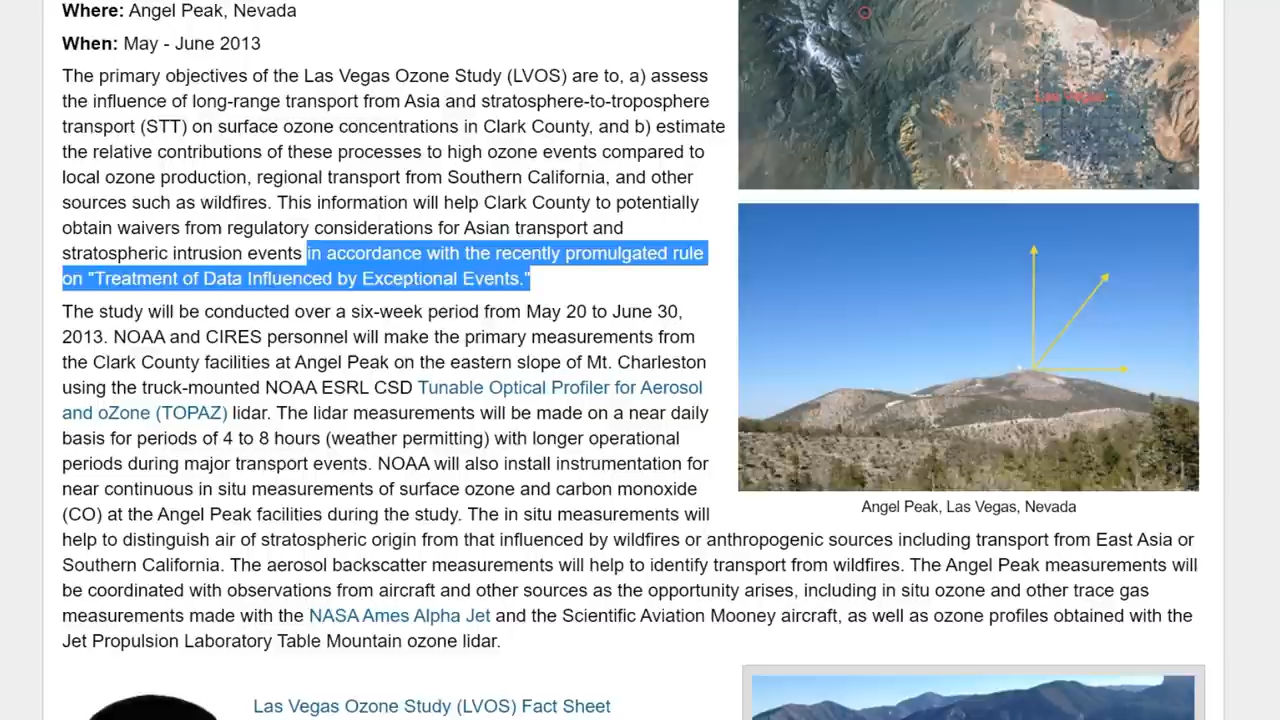 Where: Angel Peak, Nevada
When: May - June 2013
The primary objectives of the Las Vegas Ozone Study (LVOS) are to, a) assess
the influence of long-range transport from Asia and stratosphere-to-troposphere
transport (STT) on surface ozone concentrations in Clark County, and b) estimate
the relative contributions of these processes to high ozone events compared to
local ozone production, regional transport from Southern California, and other
sources such as wildfires. This information will help Clark County to potentially
obtain waivers from regulatory considerations for Asian transport and
stratospheric intrusion events in accordance with the recently promulgated rule
on "Treatment of Data Influenced by Exceptional Events."
The study will be conducted over a six-week period from May 20 to June 30,
2013. NOAA and CIRES personnel will make the primary measurements from
the Clark County facilities at Angel Peak on the eastern slope of Mt. Charleston
using the truck-mounted NOAA ESRL CSD Tunable Optical Profiler for Aerosol
and oZone (TOPAZ) lidar. The lidar measurements will be made on a near daily
basis for periods of 4 to 8 hours (weather permitting) with longer operational
periods during major transport events. NOAA will also install instrumentation for
near continuous in situ measurements of surface ozone and carbon monoxide
(CO) at the Angel Peak facilities during the study. The in situ measurements will
help to distinguish air of stratospheric origin from that influenced by wildfires or anthropogenic sources including transport from East Asia or
Southern California. The aerosol backscatter measurements will help to identify transport from wildfires. The Angel Peak measurements will
be coordinated with observations from aircraft and other sources as the opportunity arises, including in situ ozone and other trace gas
measurements made with the NASA Ames Alpha Jet and the Scientific Aviation Mooney aircraft, as well as ozone profiles obtained with the
Jet Propulsion Laboratory Table Mountain ozone lidar.
Las Vegas
Angel Peak, Las Vegas, Nevada
Las Vegas Ozone Study (LVOS) Fact Sheet